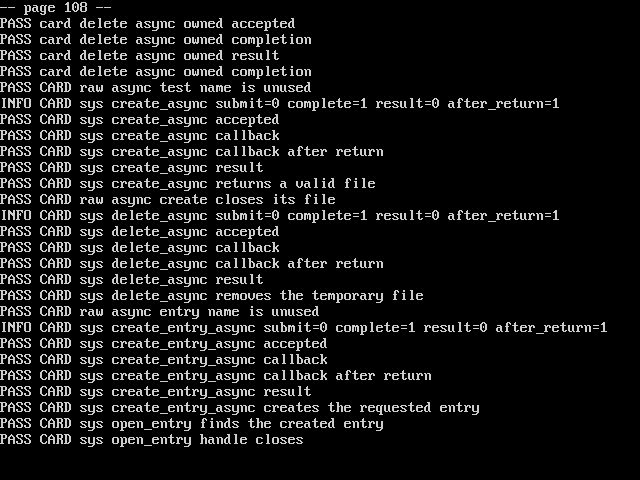 -- page 108 --
PASS card delete async owned accepted
PASS card delete async owned completion
PASS card delete async owned result
PASS card delete async owned completion
PASS CARD raw async test name is unused
INFO CARD sys create_async submit=0 complete=1 result=0 after_return=1
PASS CARD sys create_async accepted
PASS CARD sys create_async callback
PASS CARD sys create_async callback after return
PASS CARD sys create_async result
PASS CARD sys create_async returns a valid file
PASS CARD raw async create closes its file
INFO CARD sys delete_async submit=0 complete=1 result=0 after_return=1
PASS CARD sys delete_async accepted
PASS CARD sys delete_async callback
PASS CARD sys delete_async callback after return
PASS CARD sys delete_async result
PASS CARD sys delete_async removes the temporary file
PASS CARD raw async entry name is unused
INFO CARD sys create_entry_async submit=0 complete=1 result=0 after_return=1
PASS CARD sys create_entry_async accepted
PASS CARD sys create_entry_async callback
PASS CARD sys create_entry_async callback after return
PASS CARD sys create_entry_async result
PASS CARD sys create_entry_async creates the requested entry
PASS CARD sys open_entry finds the created entry
PASS CARD sys open_entry handle closes